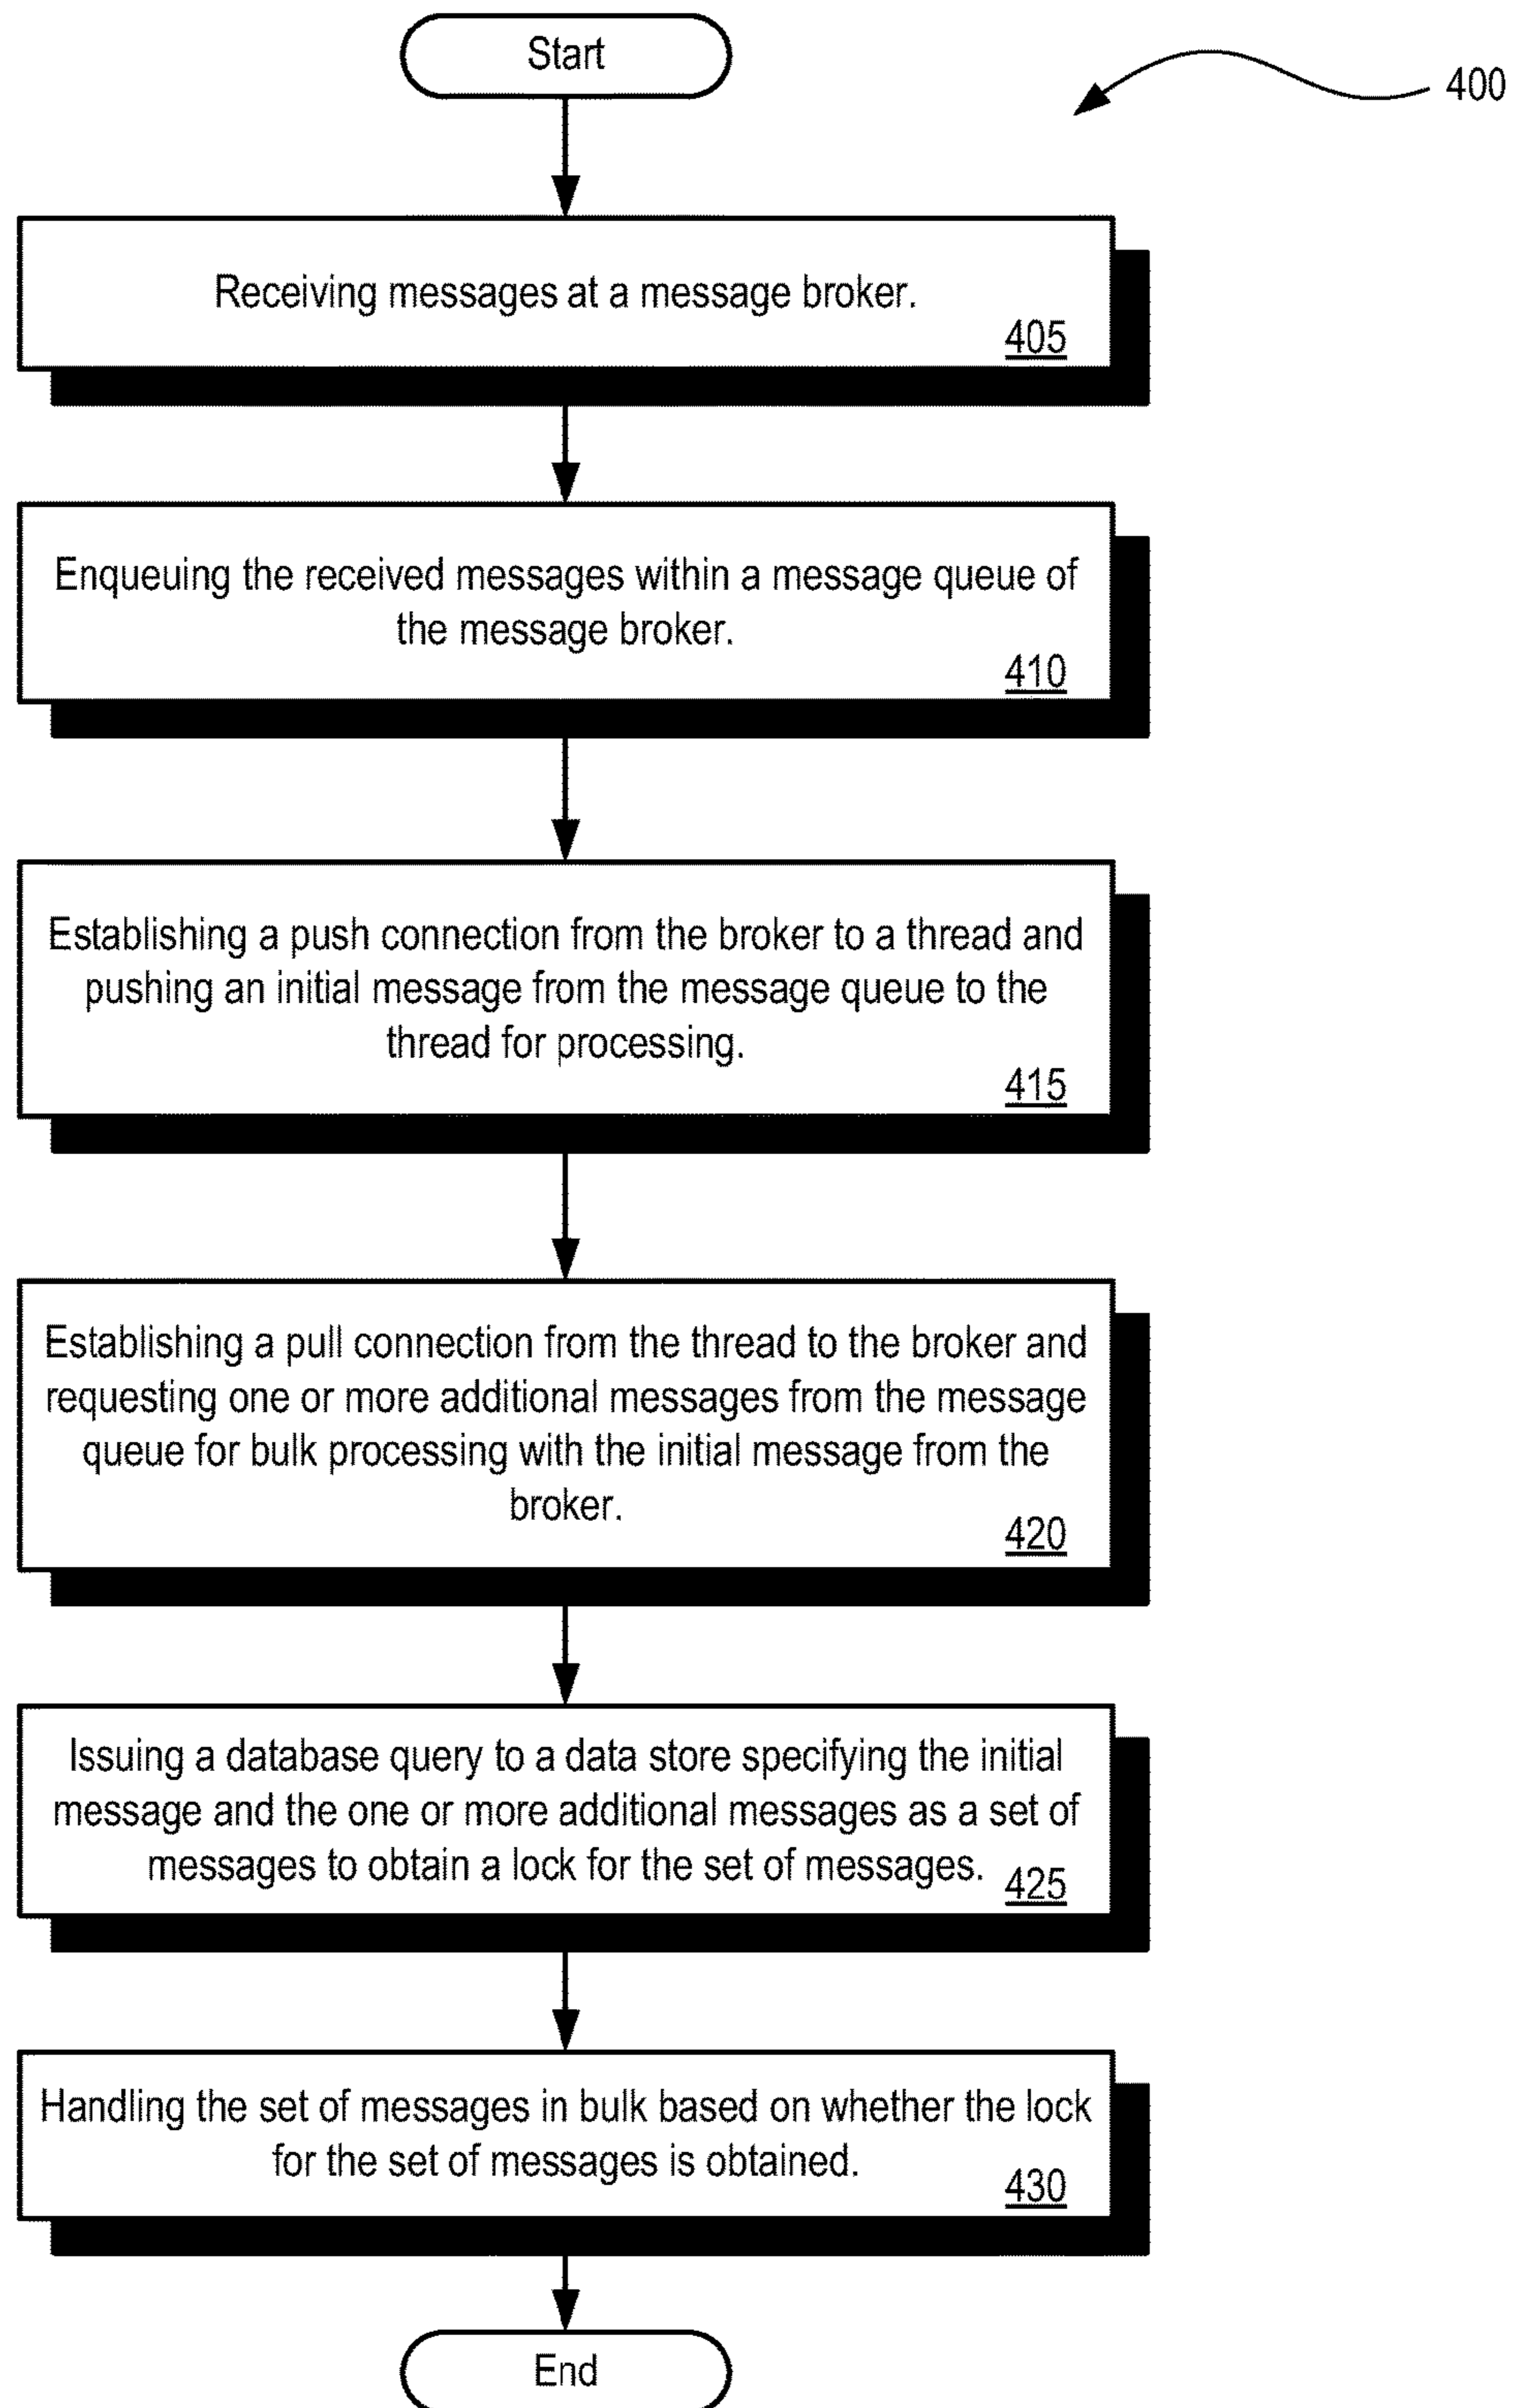 Start
400
Receiving messages at a message broker.
405
Enqueuing the received messages within a message queue of
the message broker.
410
Establishing a push connection from the broker to a thread and
pushing an initial message from the message queue to the
thread for processing.
415
Establishing a pull connection from the thread to the broker and
requesting one or more additional messages from the message
queue for bulk processing with the initial message from the
broker.
420
Issuing a database query to a data store specifying the initial
message and the one or more additional messages as a set of
messages to obtain a lock for the set of messages.
425
Handling the set of messages in bulk based on whether the lock
for the set of messages is obtained.
430
End